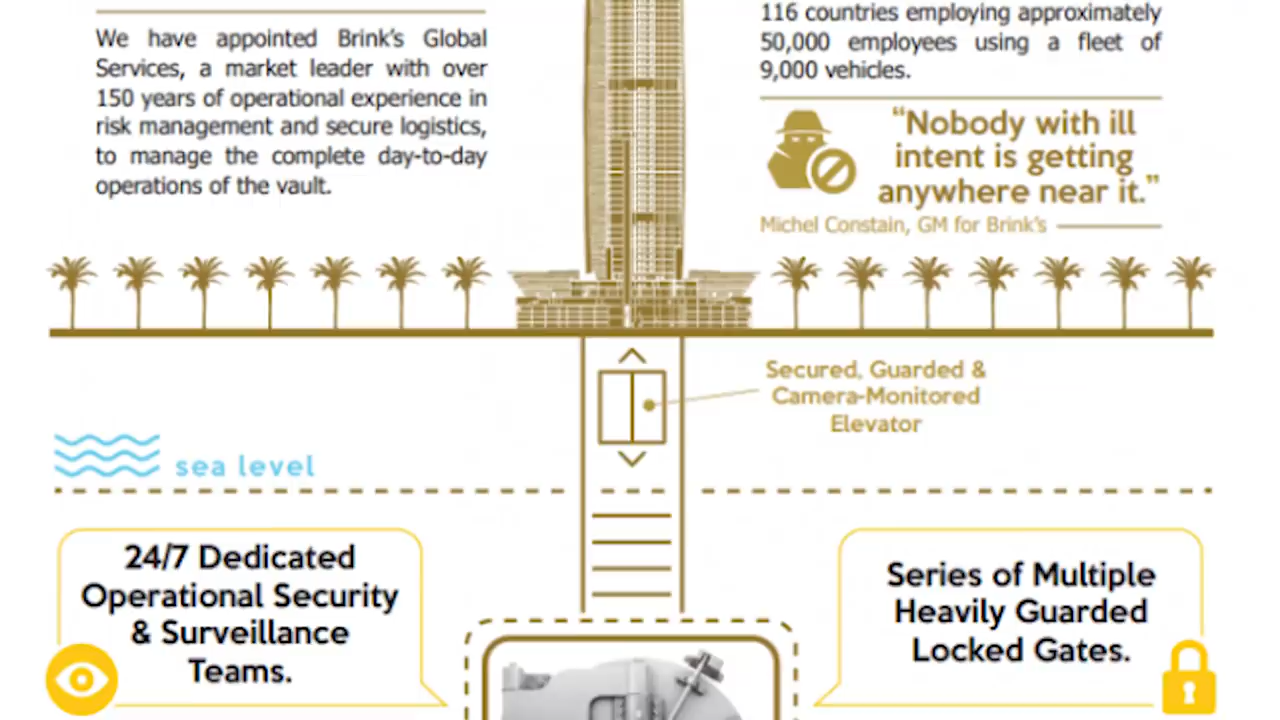 We have appointed Brink's Global
Services, a market leader with over
150 years of operational experience in
risk management and secure logistics,
to manage the complete day-to-day
operations of the vault.
116 countries employing approximately
50,000 employees using a fleet of
9,000 vehicles.
“Nobody with ill
intent is getting
anywhere near it.”
Michel Constain, GM for Brink's
Secured, Guarded &
Camera-Monitored
Elevator
sea level
24/7 Dedicated
Operational Security
& Surveillance
Teams.
Series of Multiple
Heavily Guarded
Locked Gates.